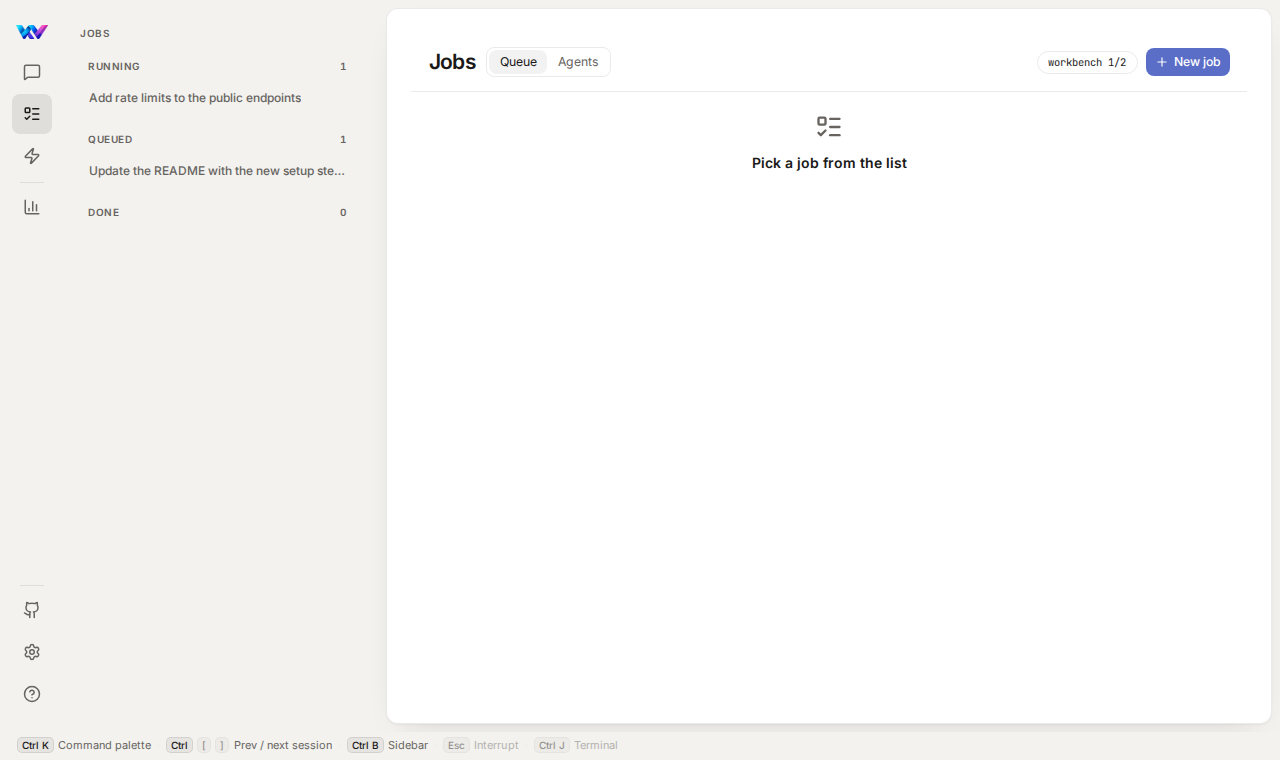 JOBS
RUNNING 1
Add rate limits to the public endpoints
QUEUED 1
Update the README with the new setup ste...
DONE 0
Jobs Queue Agents workbench 1/2 New job
Pick a job from the list
Ctrl K Command palette Ctrl [ ] Prev / next session Ctrl B Sidebar Esc Interrupt Ctrl J Terminal